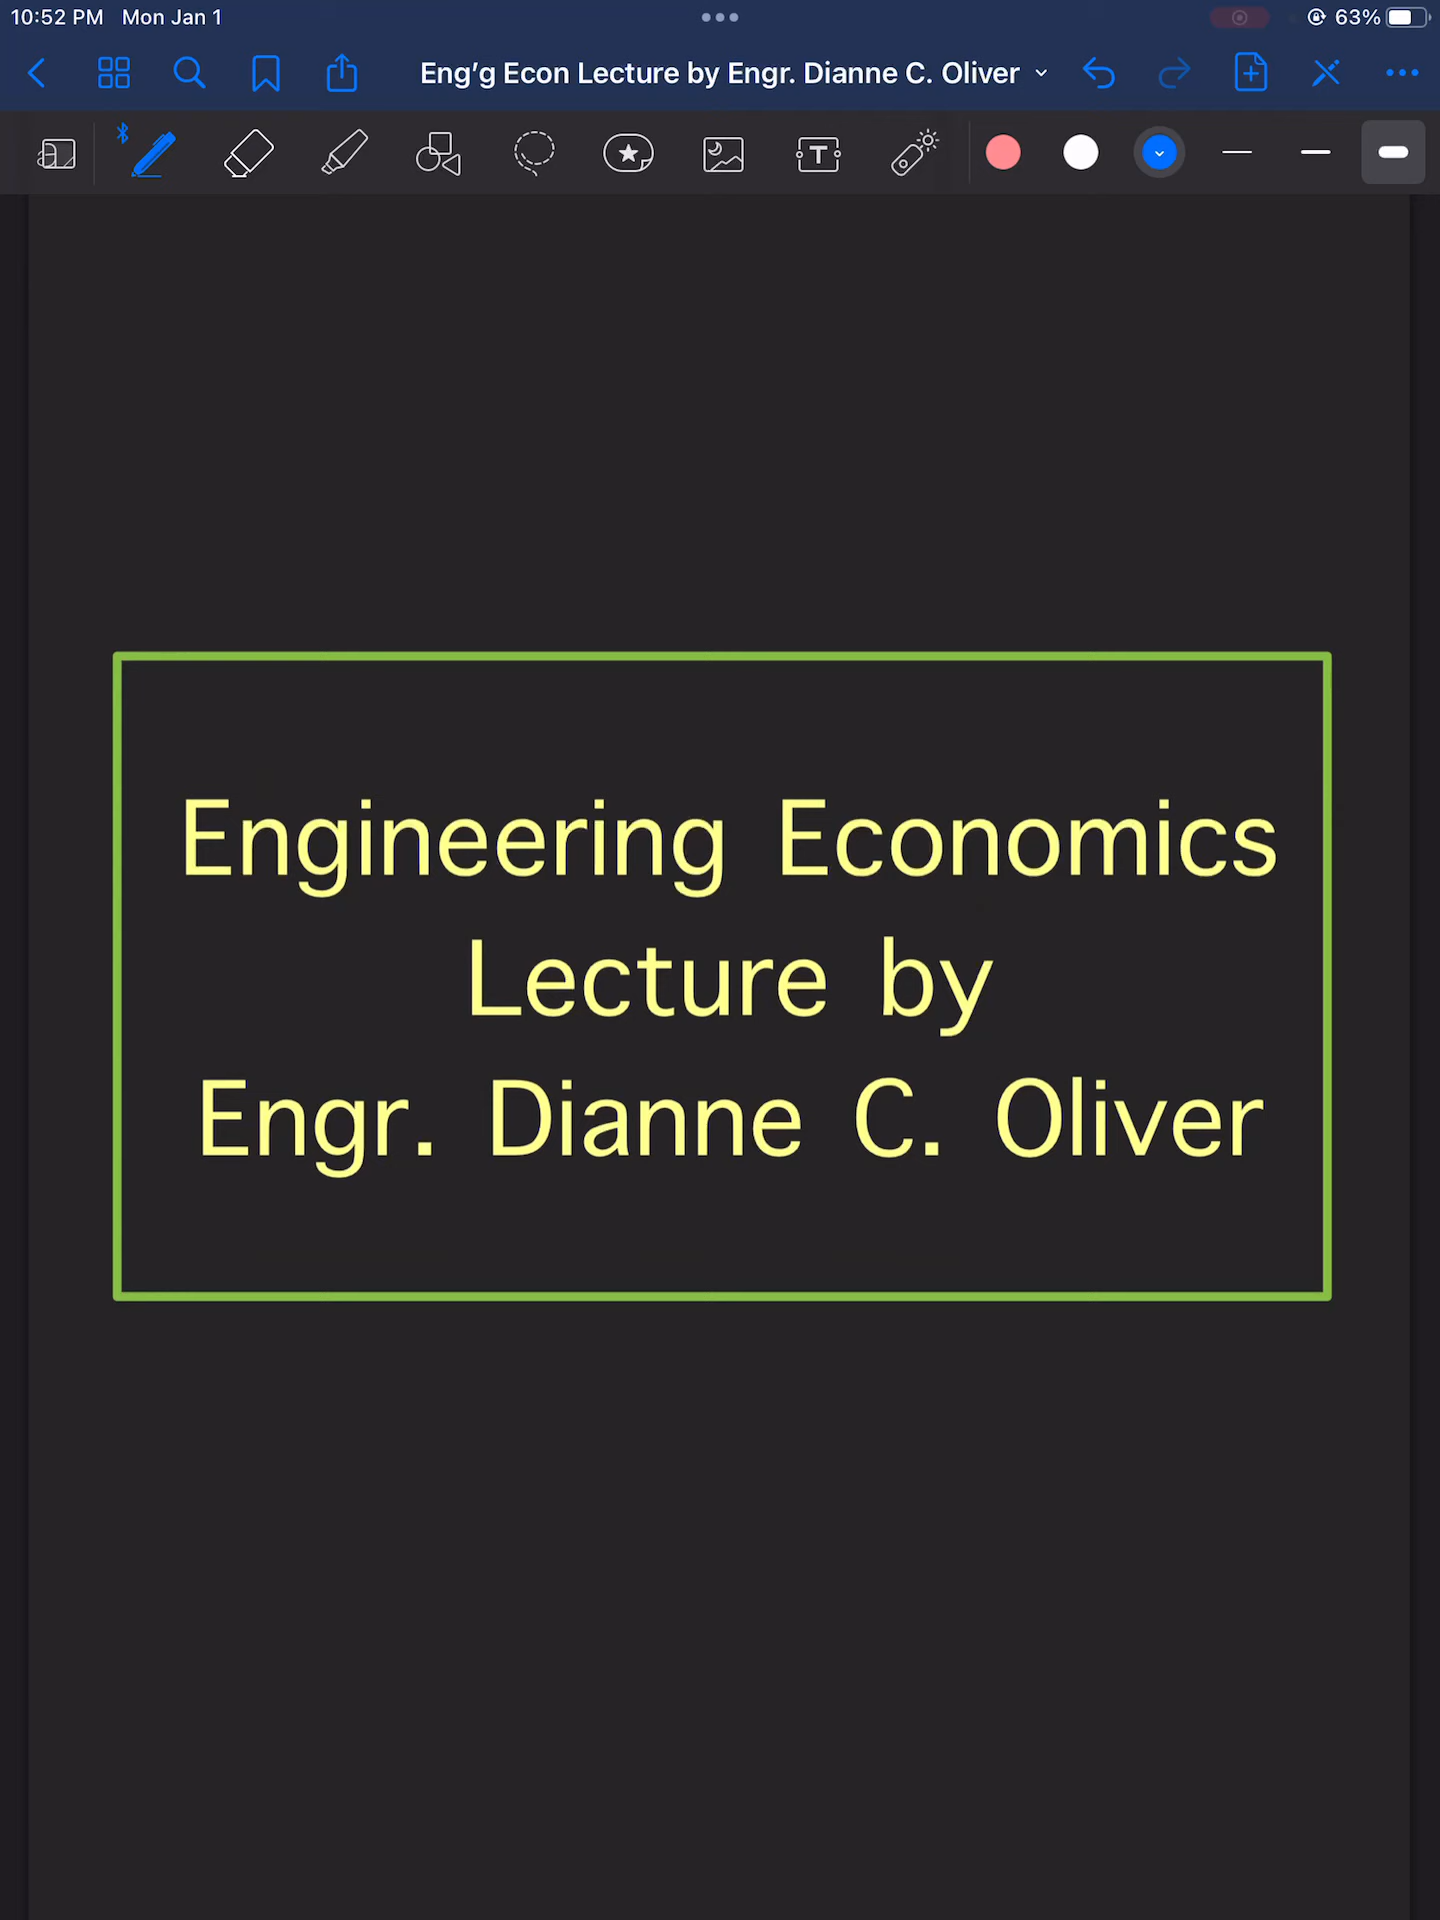 10:52 PM Mon Jan 1
63%
Eng’g Econ Lecture by Engr. Dianne C. Oliver
Engineering Economics
Lecture by
Engr. Dianne C. Oliver